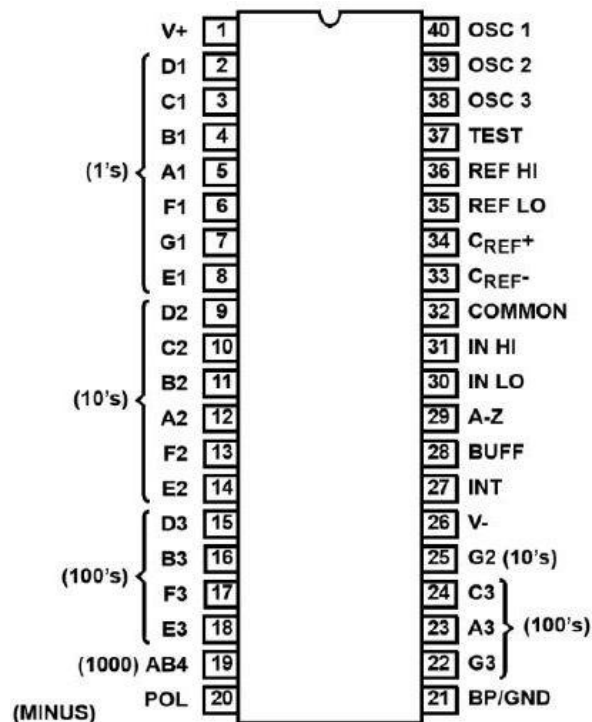 V+ 1 40 OSC 1
D1 2 39 OSC 2
C1 3 38 OSC 3
B1 4 37 TEST
(1's) A1 5 36 REF HI
F1 6 35 REF LO
G1 7 34 CREF+
E1 8 33 CREF-
D2 9 32 COMMON
C2 10 31 IN HI
B2 11 30 IN LO
(10's) A2 12 29 A-Z
F2 13 28 BUFF
E2 14 27 INT
D3 15 26 V-
B3 16 25 G2 (10's)
(100's) F3 17 24 C3
E3 18 23 A3 (100's)
(1000) AB4 19 22 G3
(MINUS) POL 20 21 BP/GND